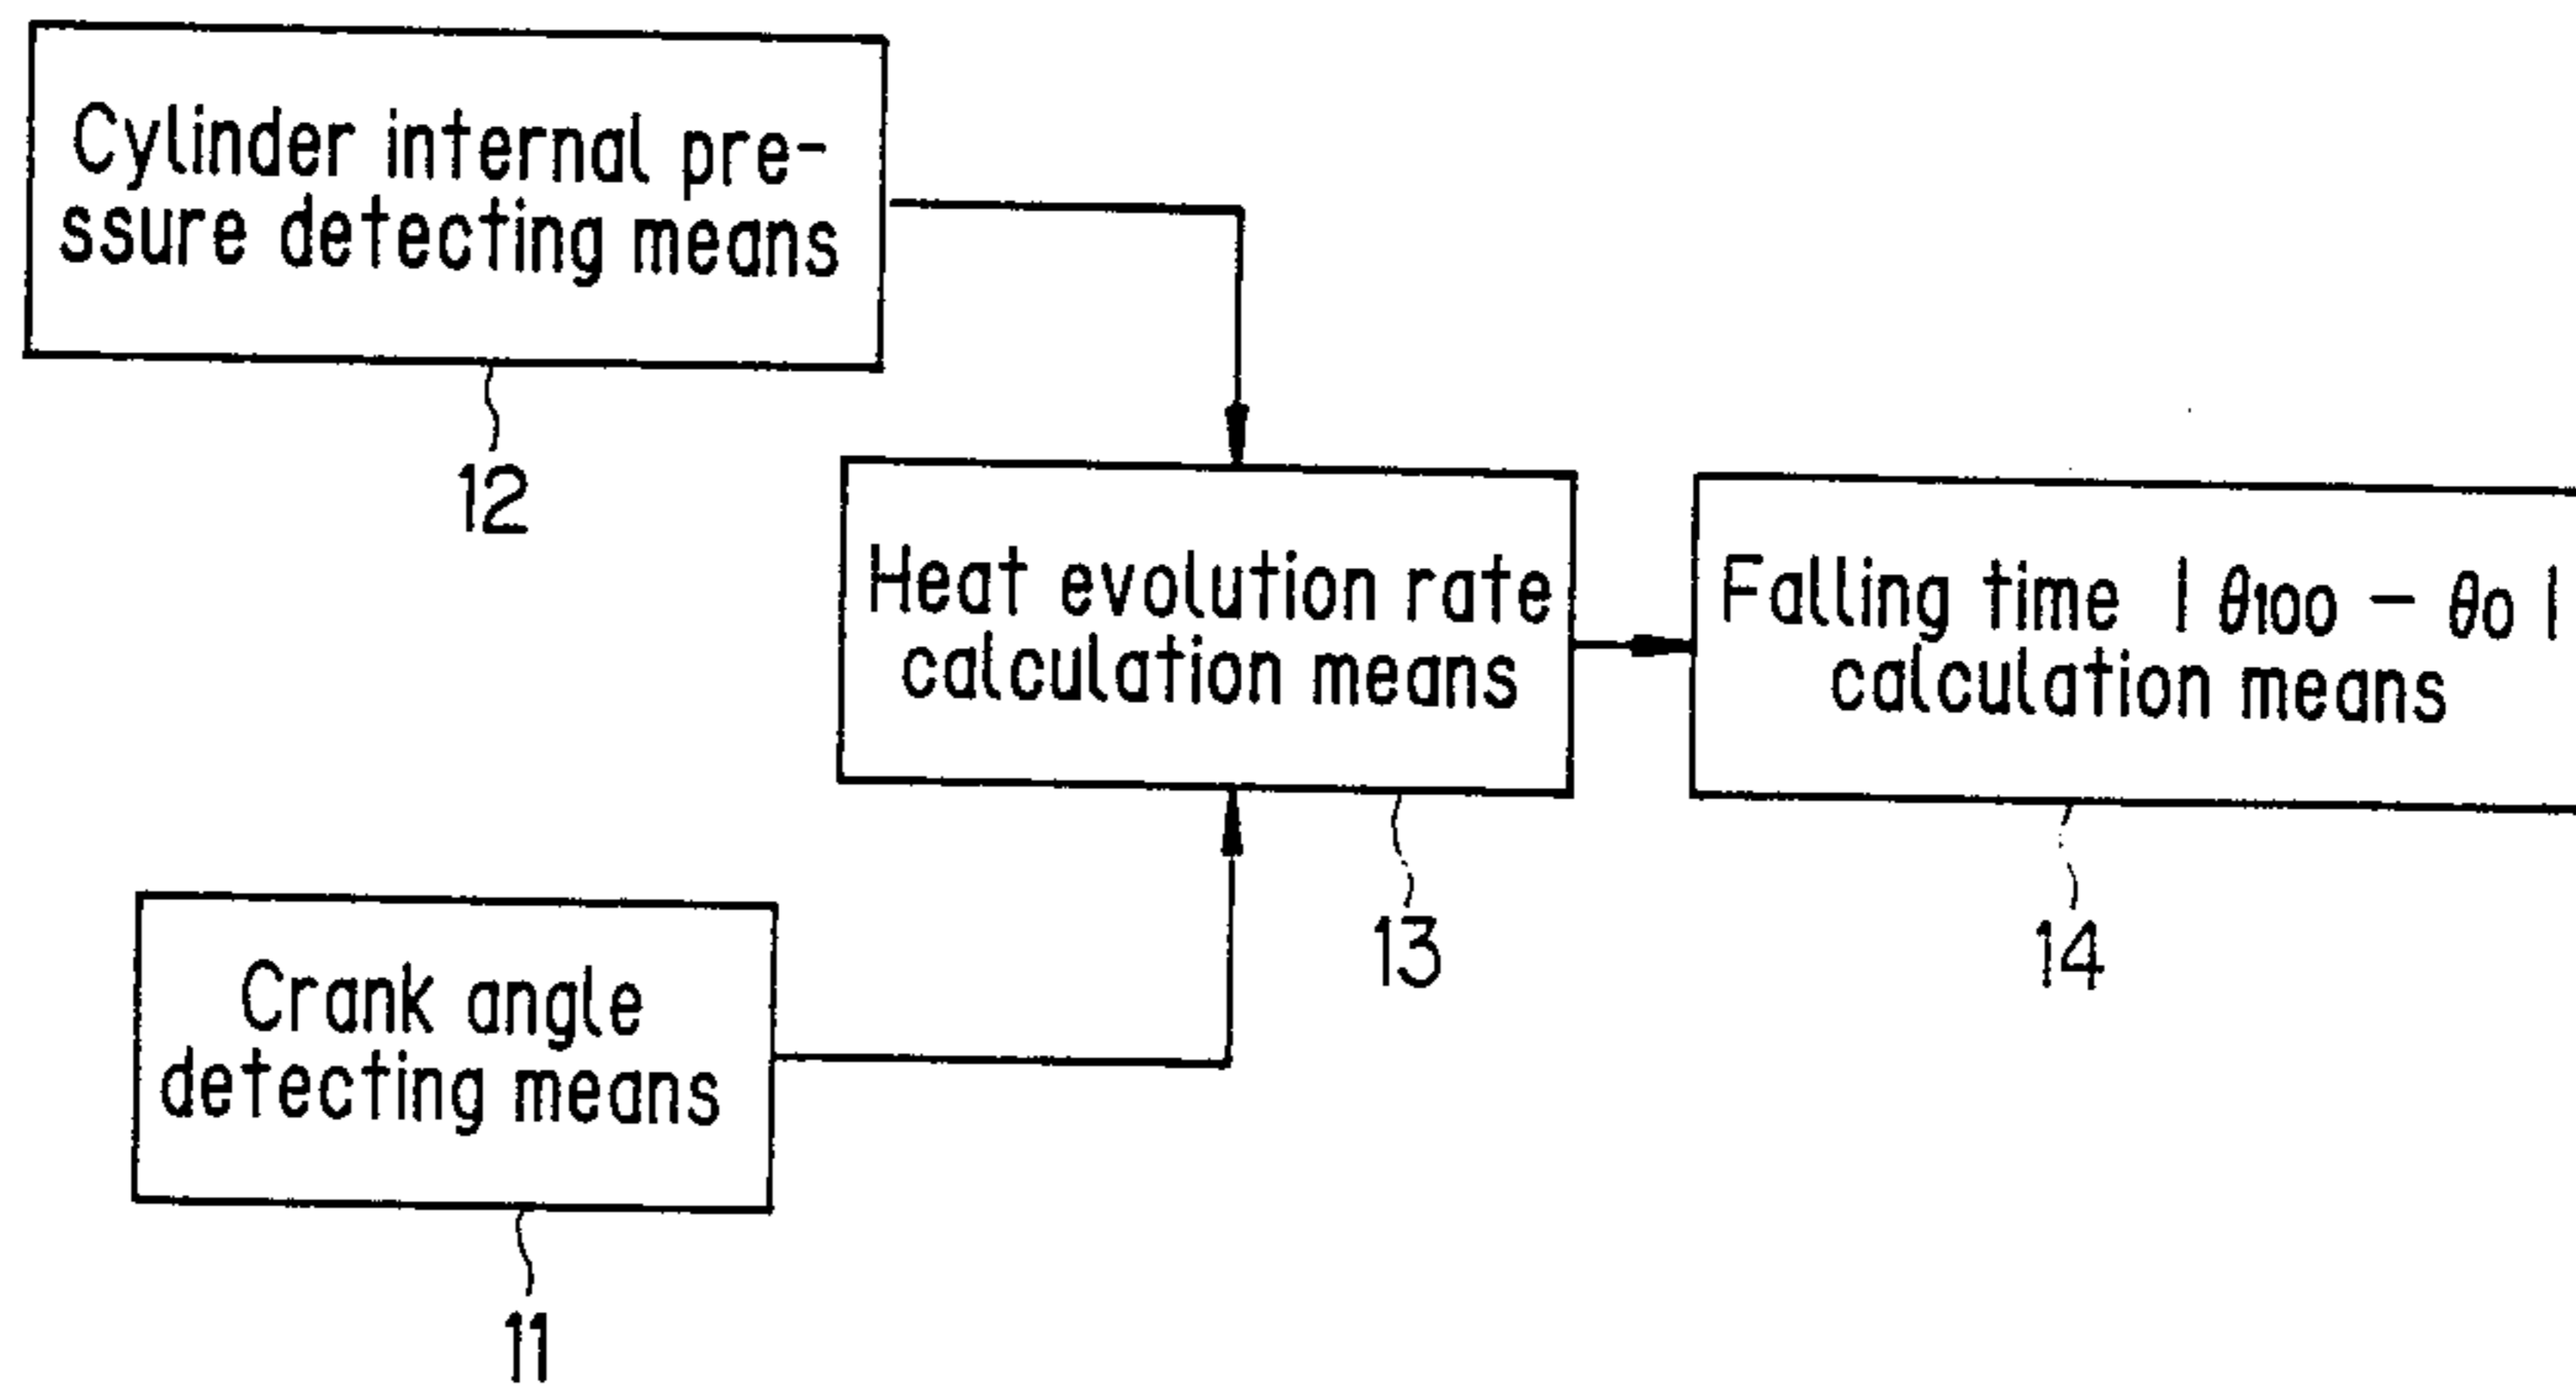 Cylinder internal pre-
ssure detecting means
12
Heat evolution rate
calculation means
13
Falling time | θ100 − θ0 |
calculation means
14
Crank angle
detecting means
11